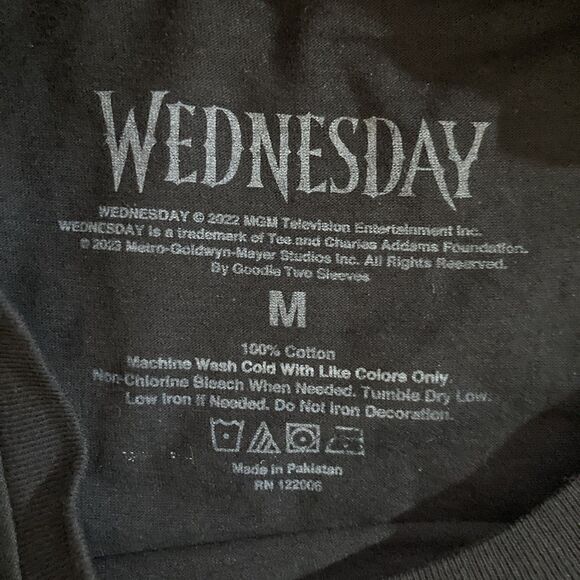 WEDNESDAY
WEDNESDAY © 2022 MGM Television Entertainment Inc.
WEDNESDAY is a trademark of Tee and Charles Addams Foundation.
© 2023 Metro-Goldwyn-Mayer Studios Inc. All Rights Reserved.
By Goodie Two Sleeves
M
100% Cotton
Machine Wash Cold With Like Colors Only.
Non-Chlorine Bleach When Needed. Tumble Dry Low.
Low Iron If Needed. Do Not Iron Decoration.
Made in Pakistan
RN 122006